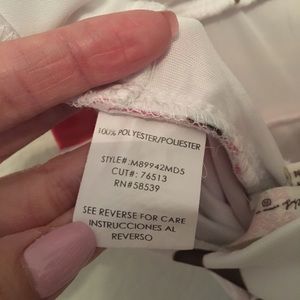 100% POLYESTER/POLIESTER
STYLE#:M89942MD5
CUT#: 76513
RN#58539
SEE REVERSE FOR CARE
INSTRUCCIONES AL
REVERSO